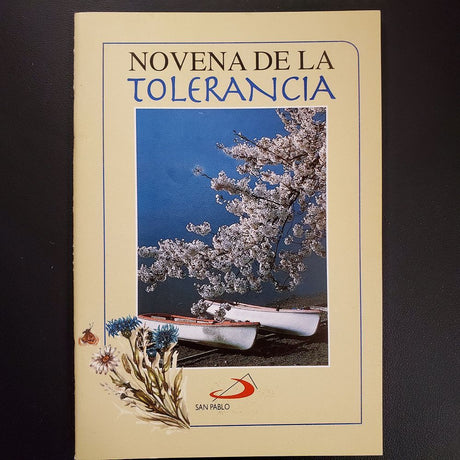 NOVENA DE LA
TOLERANCIA
SAN PABLO